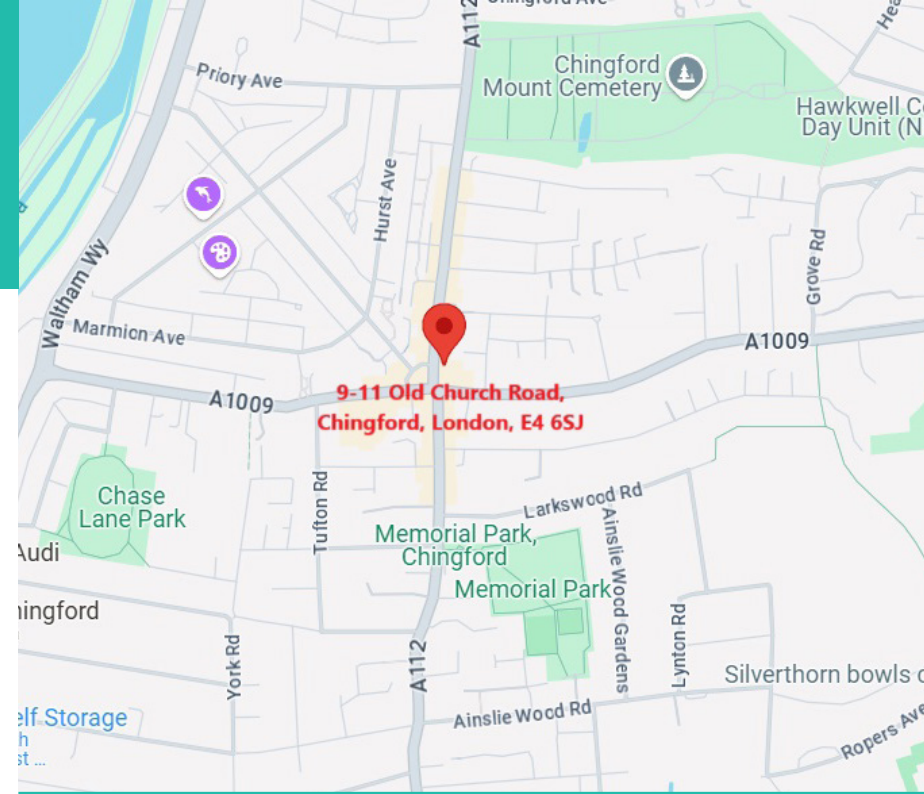 A112
Priory Ave
Chingford
Mount Cemetery
Hawkwell C
Day Unit (N
Hurst Ave
Grove Rd
Waltham Wy
Marmion Ave
A1009
A1009
9-11 Old Church Road,
Chingford, London, E4 6SJ
Chase
Lane Park
Tufton Rd
Larkswood Rd
Memorial Park,
Chingford
Memorial Park
Ainslie Wood Gardens
Audi
hingford
York Rd
A112
Lynton Rd
Silverthorn bowls c
elf Storage
h
st ...
Ainslie Wood Rd
Ropers Ave